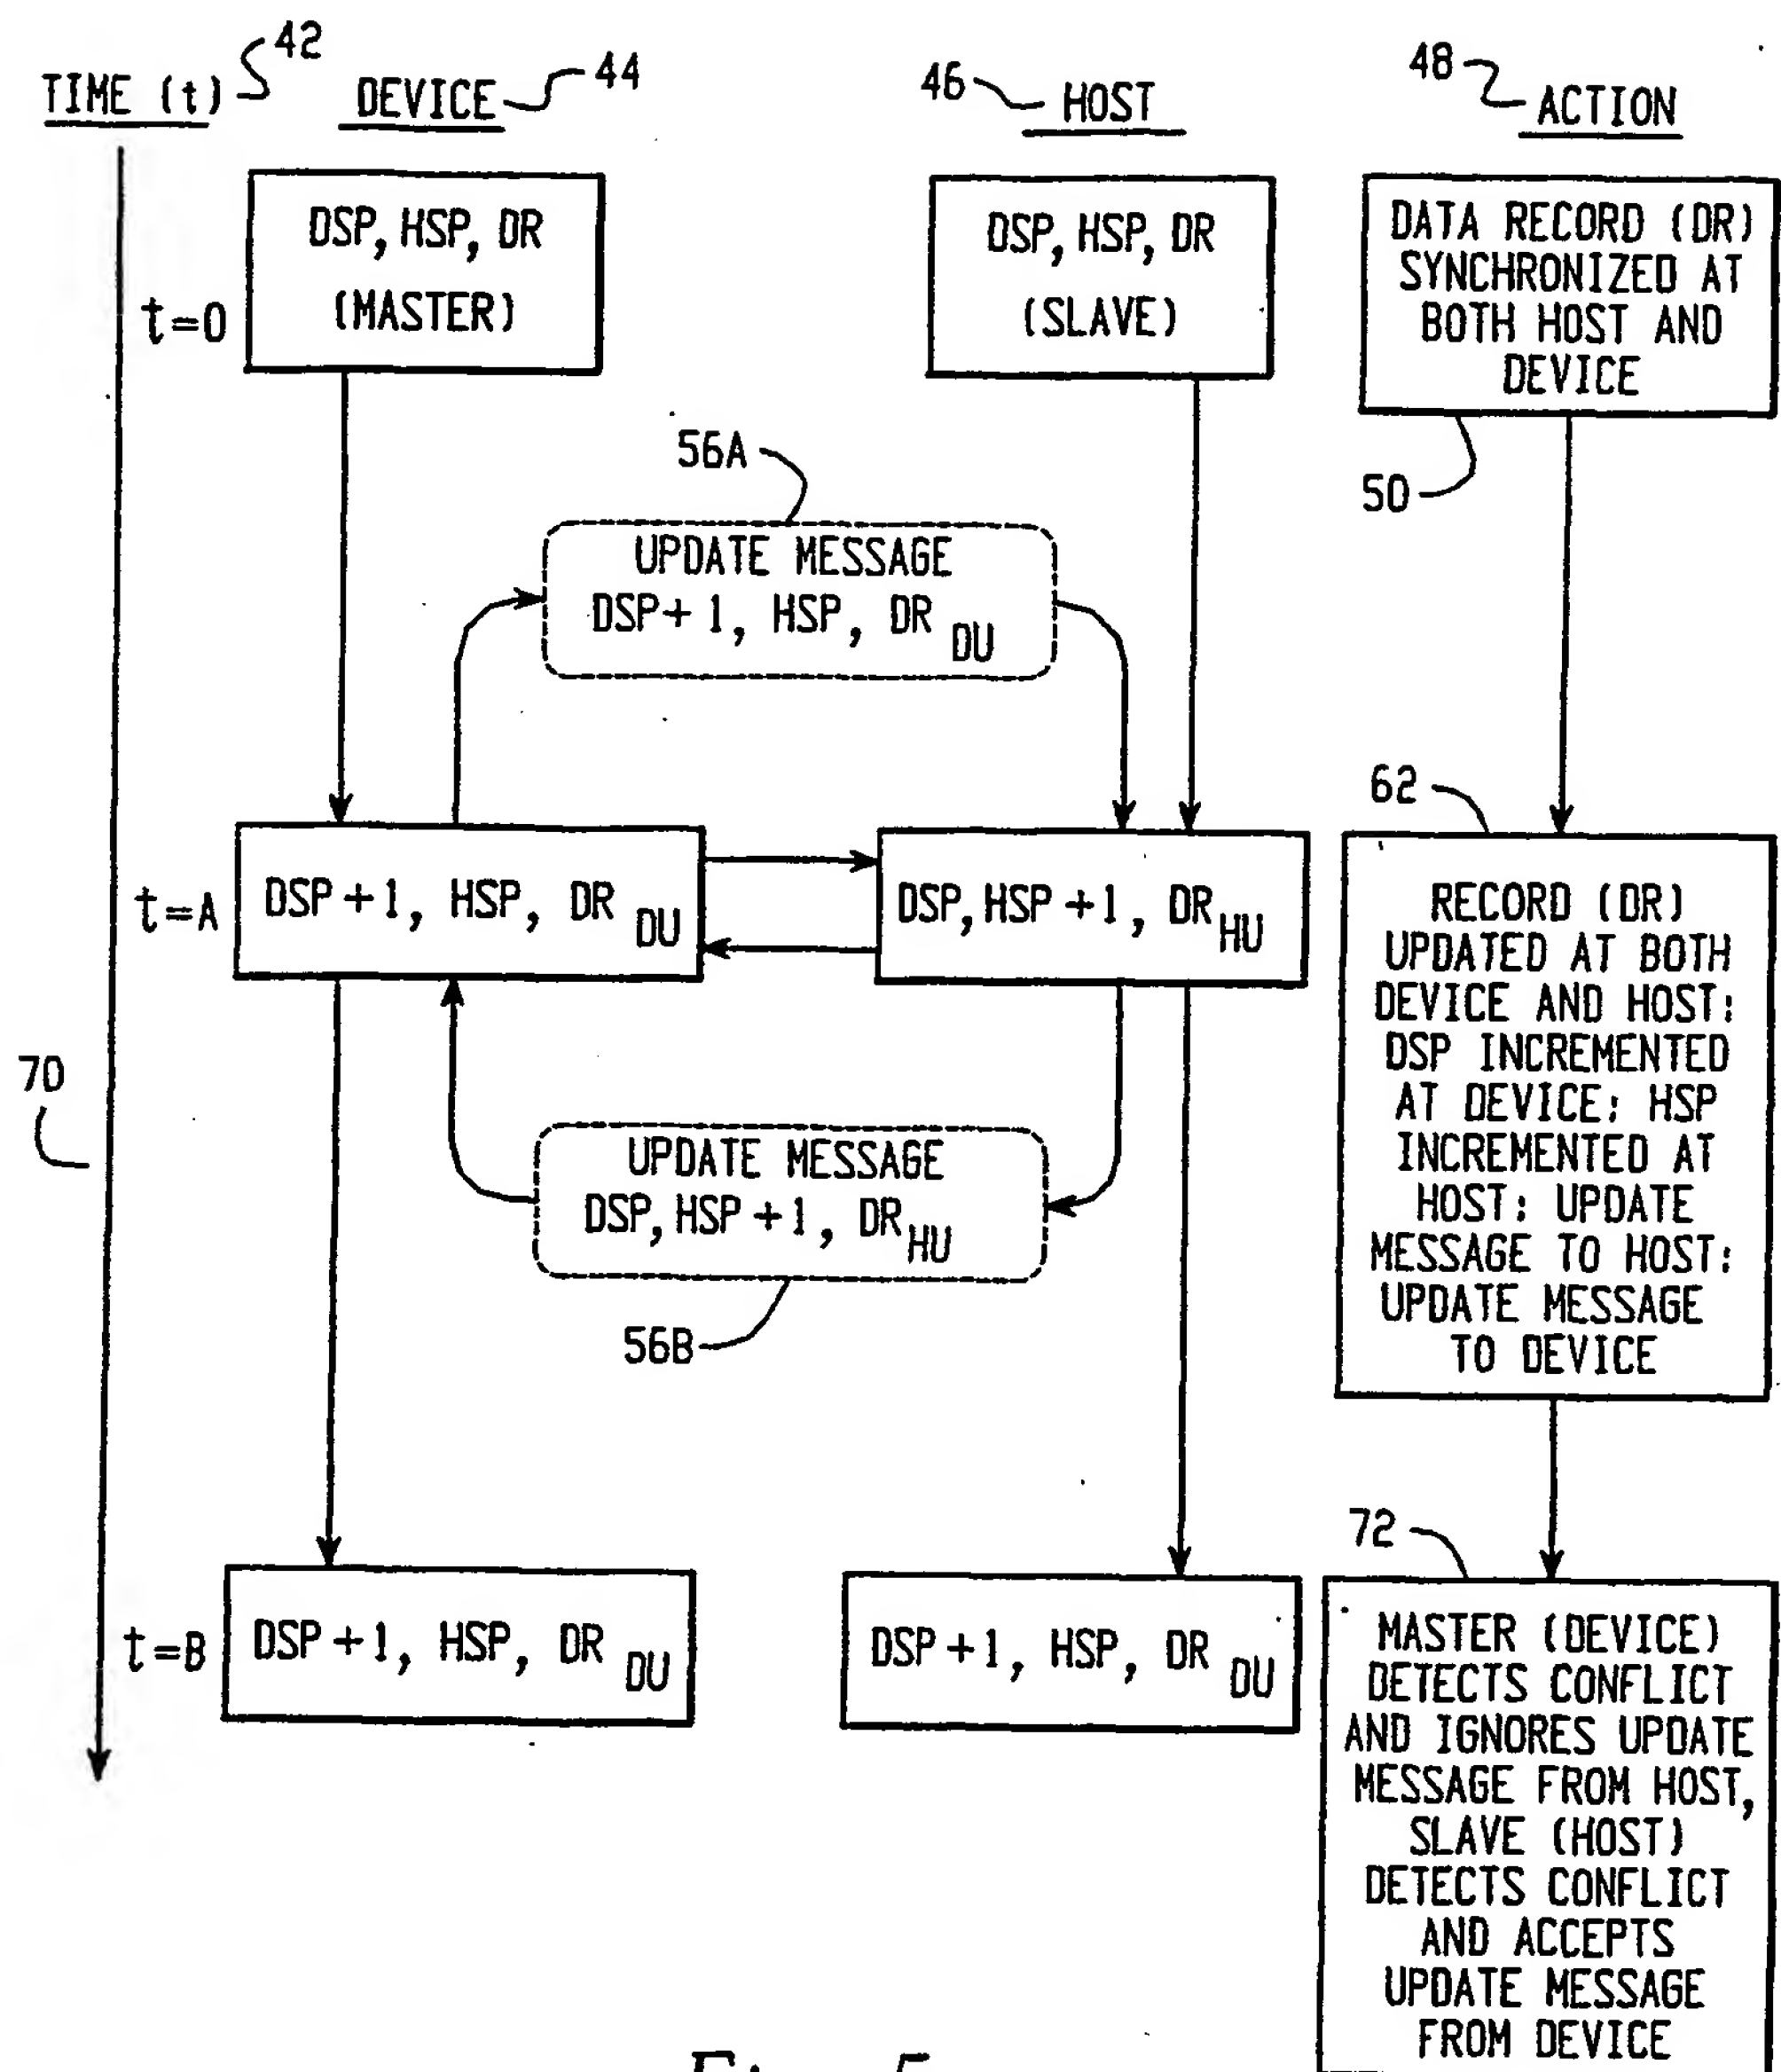 TIME (t) 42
DEVICE 44
46 HOST
48 ACTION
t=0
DSP, HSP, DR
(MASTER)
DSP, HSP, DR
(SLAVE)
DATA RECORD (DR)
SYNCHRONIZED AT
BOTH HOST AND
DEVICE
50
56A
UPDATE MESSAGE
DSP+1, HSP, DR DU
62
t=A
DSP+1, HSP, DR DU
DSP, HSP+1, DR HU
RECORD (DR)
UPDATED AT BOTH
DEVICE AND HOST:
DSP INCREMENTED
AT DEVICE: HSP
INCREMENTED AT
HOST: UPDATE
MESSAGE TO HOST:
UPDATE MESSAGE
TO DEVICE
70
UPDATE MESSAGE
DSP, HSP+1, DR HU
56B
72
t=B
DSP+1, HSP, DR DU
DSP+1, HSP, DR DU
MASTER (DEVICE)
DETECTS CONFLICT
AND IGNORES UPDATE
MESSAGE FROM HOST,
SLAVE (HOST)
DETECTS CONFLICT
AND ACCEPTS
UPDATE MESSAGE
FROM DEVICE